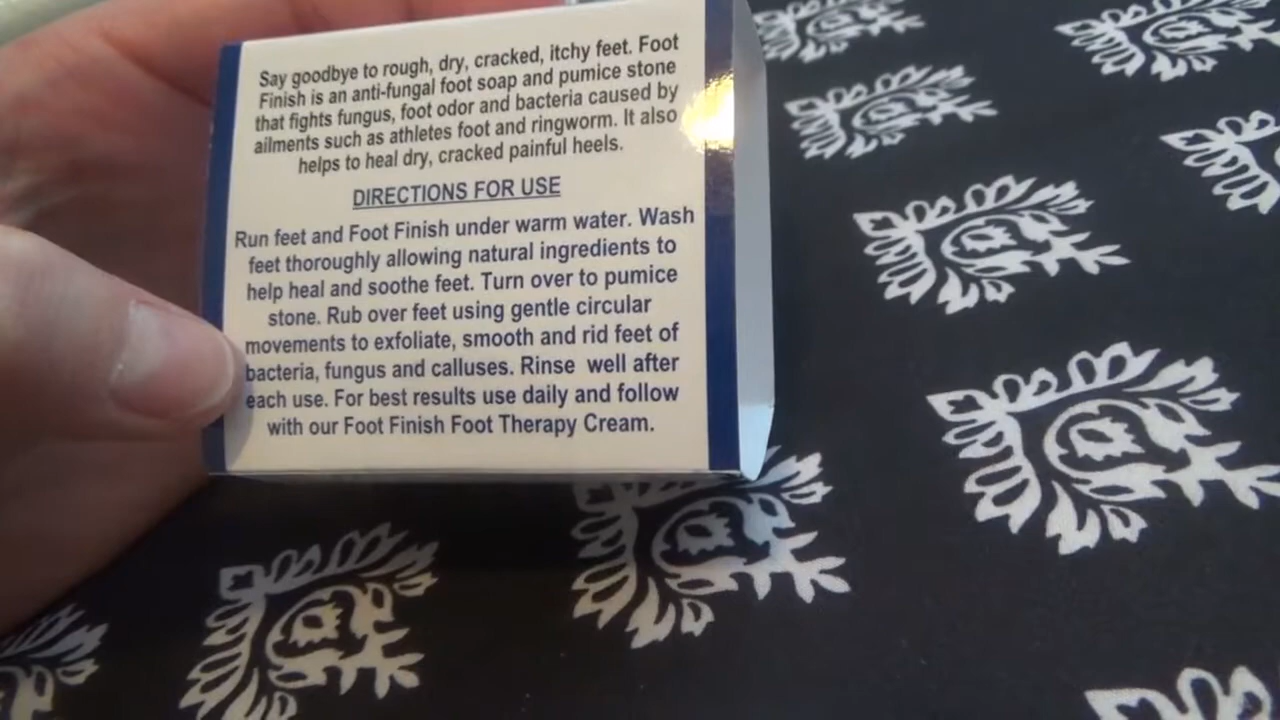 Say goodbye to rough, dry, cracked, itchy feet. Foot
Finish is an anti-fungal foot soap and pumice stone
that fights fungus, foot odor and bacteria caused by
ailments such as athletes foot and ringworm. It also
helps to heal dry, cracked painful heels.
DIRECTIONS FOR USE
Run feet and Foot Finish under warm water. Wash
feet thoroughly allowing natural ingredients to
help heal and soothe feet. Turn over to pumice
stone. Rub over feet using gentle circular
movements to exfoliate, smooth and rid feet of
bacteria, fungus and calluses. Rinse well after
each use. For best results use daily and follow
with our Foot Finish Foot Therapy Cream.